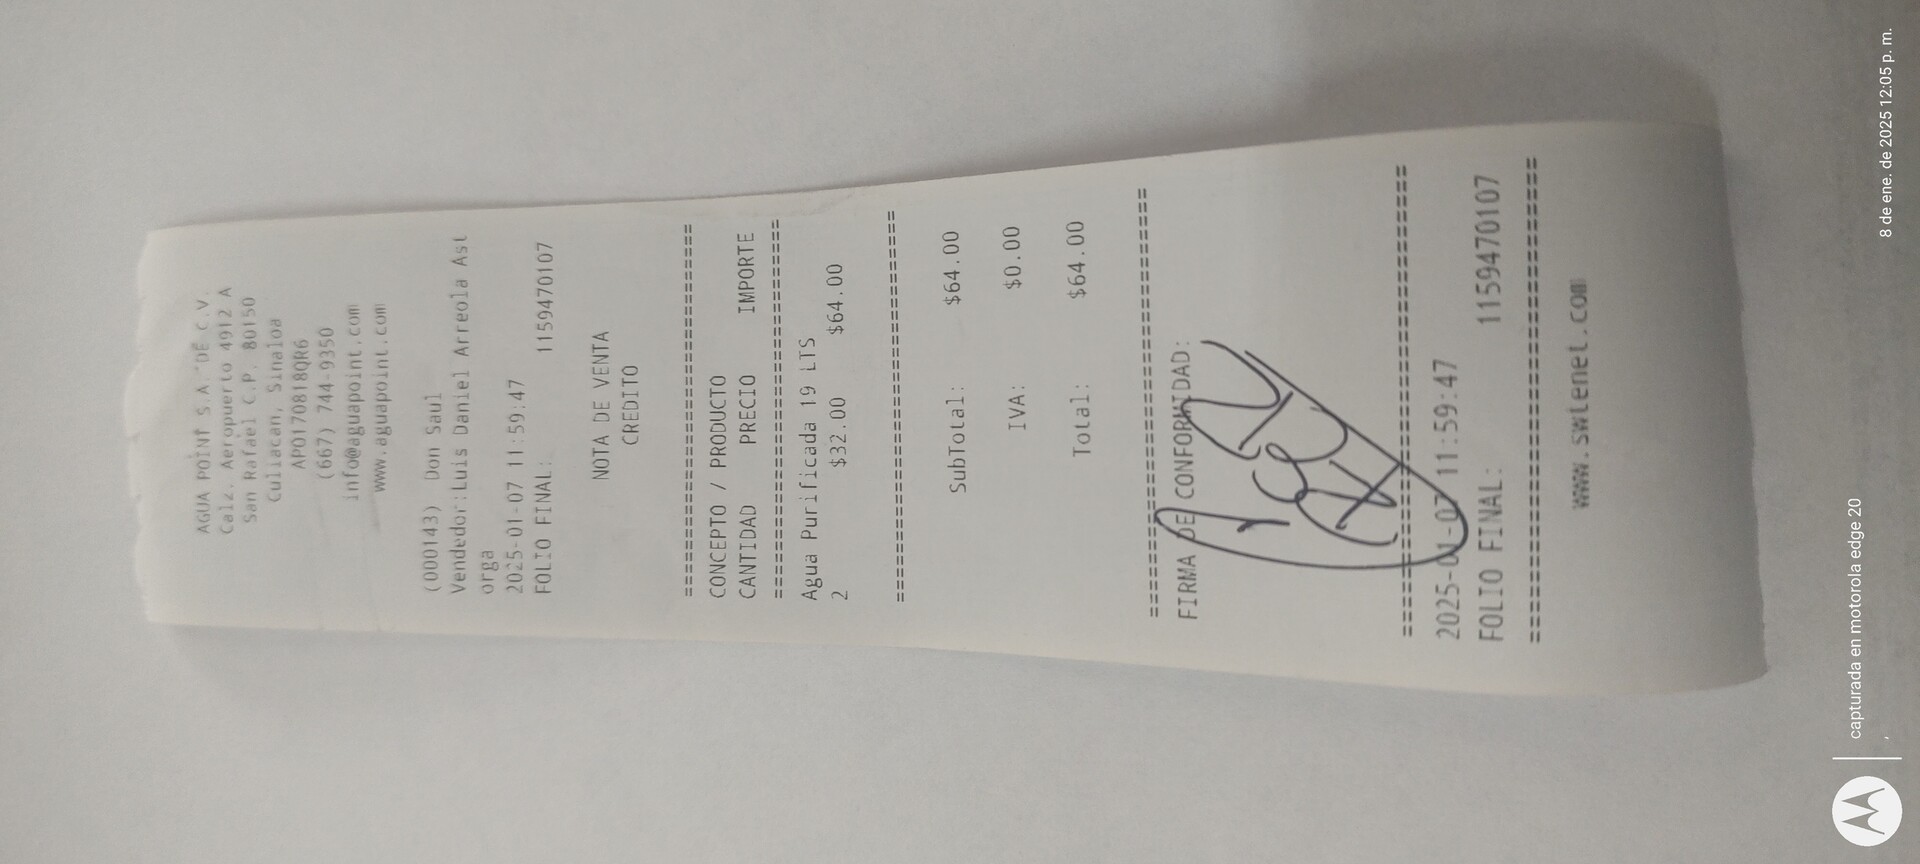 AGUA POINT S.A. DE C.V.
Calz. Aeropuerto 4912 A
San Rafael C.P. 80150
Culiacan, Sinaloa
APO170818QR6
(667) 744-9350
info@aguapoint.com
www.aguapoint.com
(000143) Don Saul
Vendedor:Luis Daniel Arreola Ast
orga
2025-01-07 11:59:47
FOLIO FINAL: 1159470107
NOTA DE VENTA
CREDITO
================================
CONCEPTO / PRODUCTO
CANTIDAD PRECIO IMPORTE
================================
Agua Purificada 19 LTS
2 $32.00 $64.00
================================
SubTotal: $64.00
IVA: $0.00
Total: $64.00
================================
FIRMA DE CONFORMIDAD:
================================
2025-01-07 11:59:47
FOLIO FINAL: 1159470107
================================
www.swtenet.com
capturada en motorola edge 20
8 de ene. de 2025 12:05 p. m.